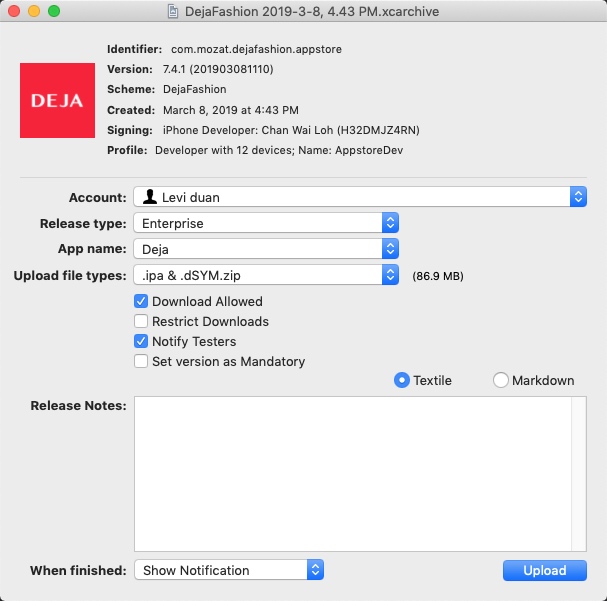 DejaFashion 2019-3-8, 4.43 PM.xcarchive
DEJA
Identifier: com.mozat.dejafashion.appstore
Version: 7.4.1 (201903081110)
Scheme: DejaFashion
Created: March 8, 2019 at 4:43 PM
Signing: iPhone Developer: Chan Wai Loh (H32DMJZ4RN)
Profile: Developer with 12 devices; Name: AppstoreDev
Account: Levi duan
Release type: Enterprise
App name: Deja
Upload file types: .ipa & .dSYM.zip (86.9 MB)
Download Allowed
Restrict Downloads
Notify Testers
Set version as Mandatory
Textile Markdown
Release Notes:
When finished: Show Notification Upload